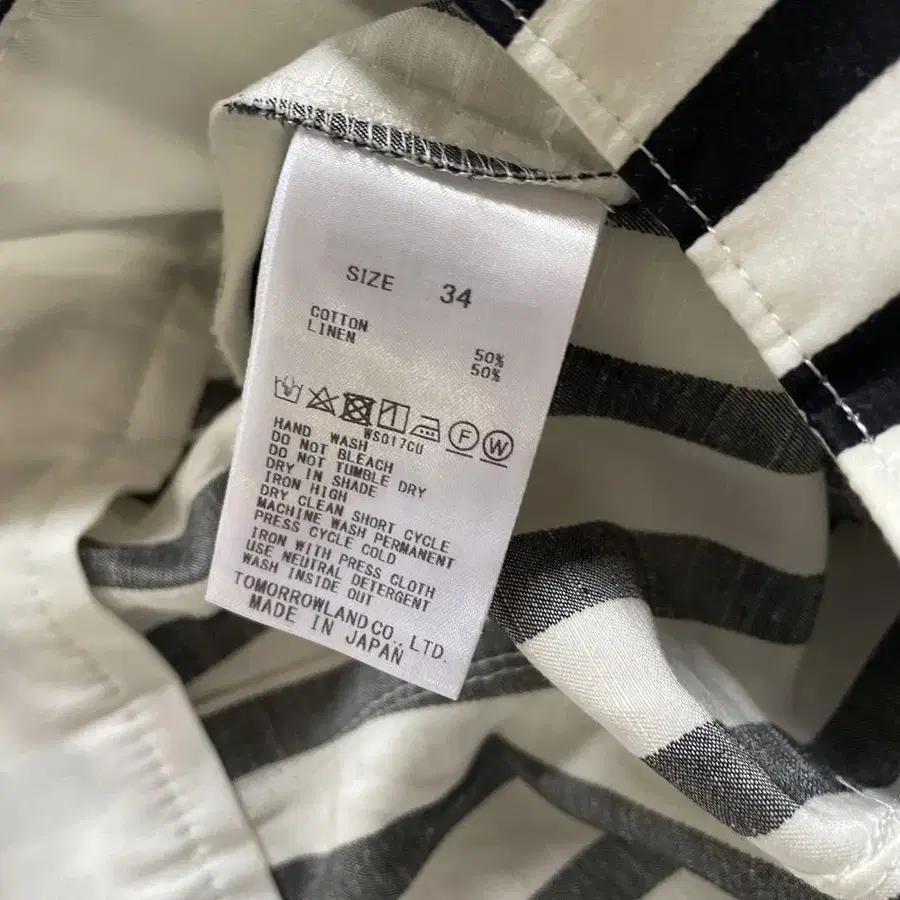 SIZE 34
COTTON 50%
LINEN 50%
F W
WS017CU
HAND WASH
DO NOT BLEACH
DO NOT TUMBLE DRY
DRY IN SHADE
IRON HIGH
DRY CLEAN SHORT CYCLE
MACHINE WASH PERMANENT
PRESS CYCLE COLD
IRON WITH PRESS CLOTH
USE NEUTRAL DETERGENT
WASH INSIDE OUT
TOMORROWLAND CO., LTD.
MADE IN JAPAN